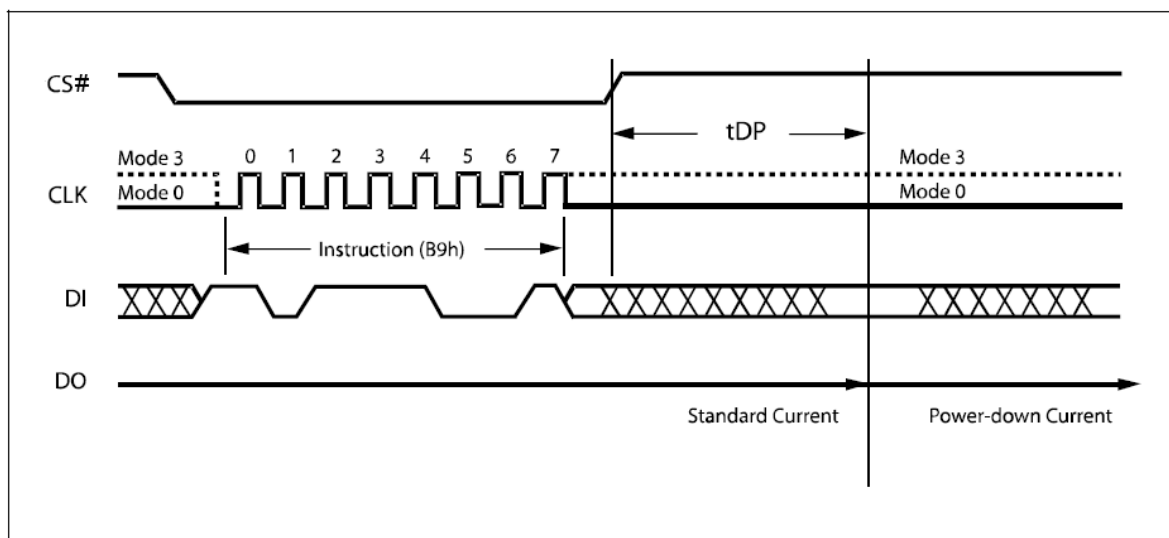 CS#
tDP
Mode 3
0 1 2 3 4 5 6 7
Mode 3
CLK
Mode 0
Mode 0
Instruction (B9h)
DI
DO
Standard Current
Power-down Current